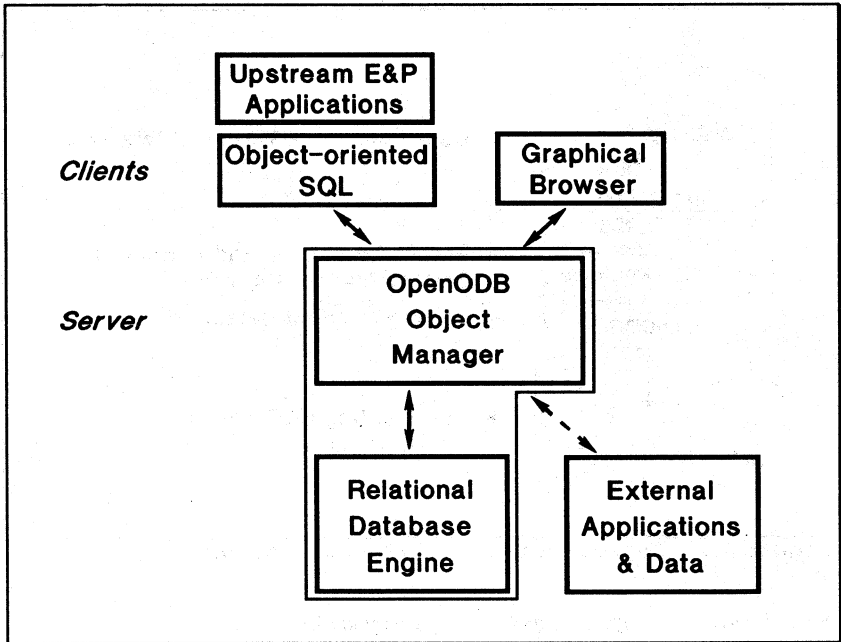 Upstream E&P
Applications
Clients
Object-oriented
SQL
Graphical
Browser
Server
OpenODB
Object
Manager
Relational
Database
Engine
External
Applications
& Data